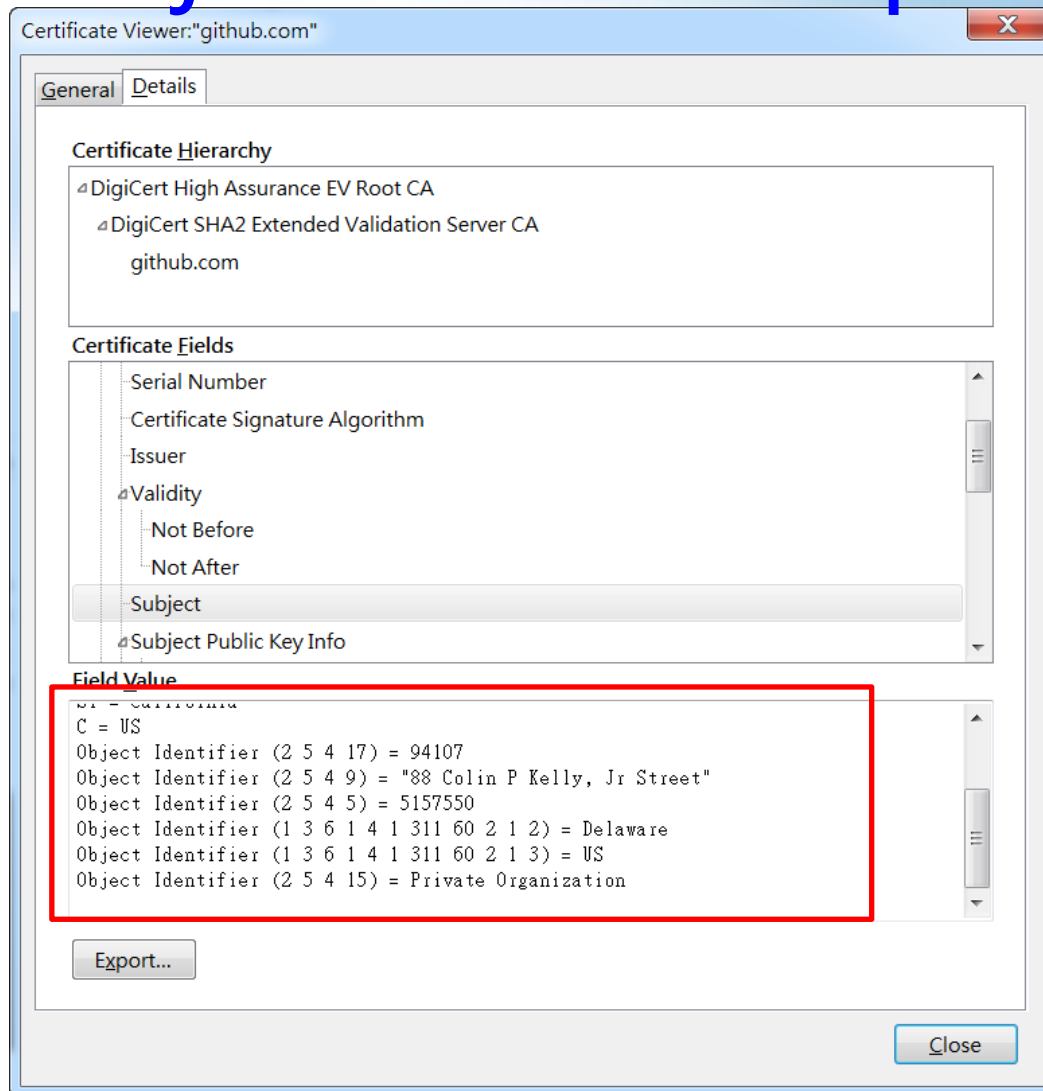 Certificate Viewer:"github.com"
General Details
Certificate Hierarchy
DigiCert High Assurance EV Root CA
DigiCert SHA2 Extended Validation Server CA
github.com
Certificate Fields
Serial Number
Certificate Signature Algorithm
Issuer
Validity
Not Before
Not After
Subject
Subject Public Key Info
Field Value
ST = California
C = US
Object Identifier (2 5 4 17) = 94107
Object Identifier (2 5 4 9) = "88 Colin P Kelly, Jr Street"
Object Identifier (2 5 4 5) = 5157550
Object Identifier (1 3 6 1 4 1 311 60 2 1 2) = Delaware
Object Identifier (1 3 6 1 4 1 311 60 2 1 3) = US
Object Identifier (2 5 4 15) = Private Organization
Export...
Close